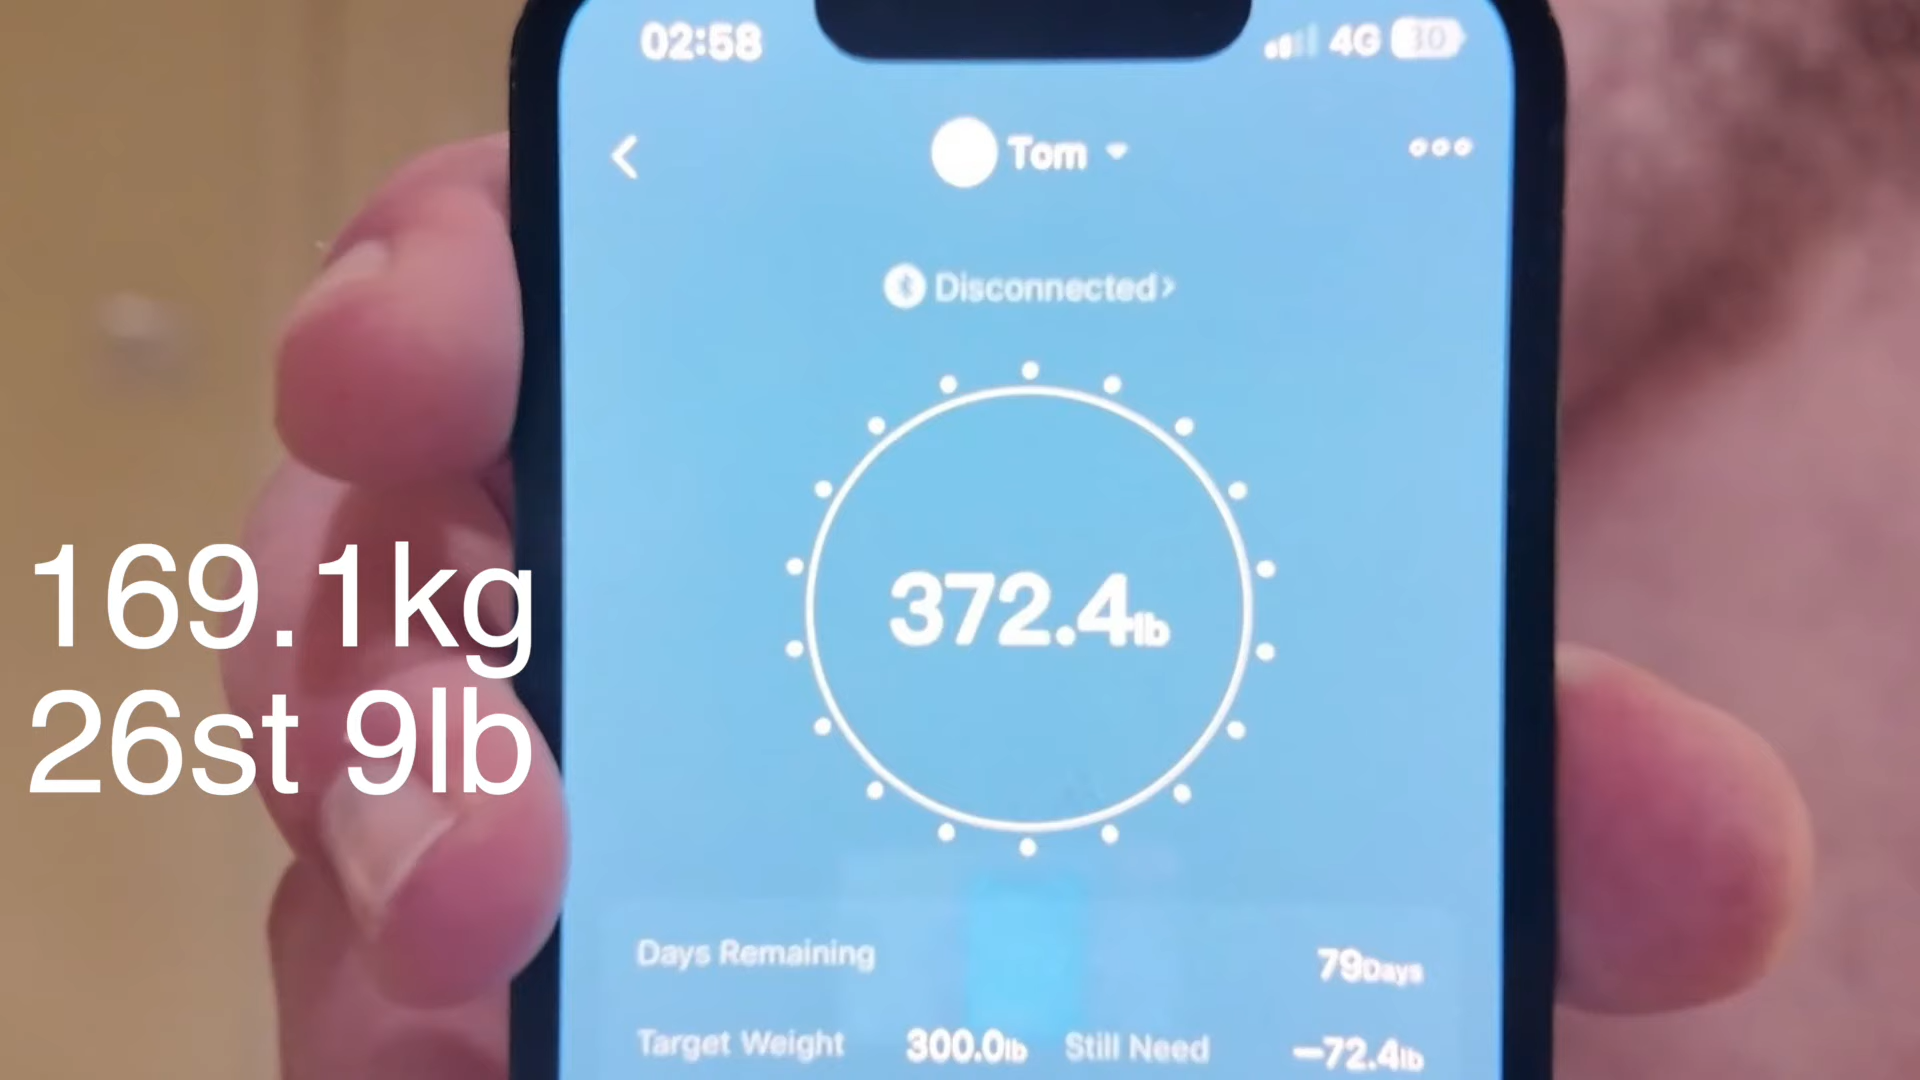 02:58 4G 30
Tom
Disconnected
372.4lb
169.1kg
26st 9lb
Days Remaining 79Days
Target Weight 300.0lb Still Need -72.4lb